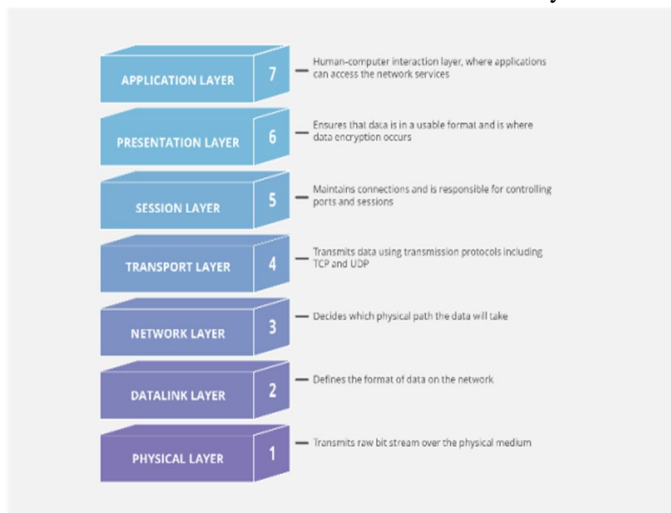 APPLICATION LAYER 7 Human-computer interaction layer, where applications
can access the network services
PRESENTATION LAYER 6 Ensures that data is in a usable format and is where
data encryption occurs
SESSION LAYER 5 Maintains connections and is responsible for controlling
ports and sessions
TRANSPORT LAYER 4 Transmits data using transmission protocols including
TCP and UDP
NETWORK LAYER 3 Decides which physical path the data will take
DATALINK LAYER 2 Defines the format of data on the network
PHYSICAL LAYER 1 Transmits raw bit stream over the physical medium